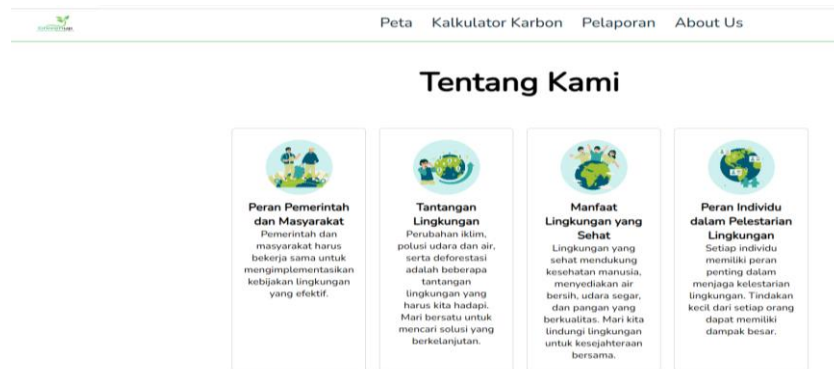 Peta Kalkulator Karbon Pelaporan About Us
Tentang Kami
Peran Pemerintah
dan Masyarakat
Pemerintah dan
masyarakat harus
bekerja sama untuk
mengimplementasikan
kebijakan lingkungan
yang efektif.
Tantangan
Lingkungan
Perubahan iklim,
polusi udara dan air,
serta deforestasi
adalah beberapa
tantangan
lingkungan yang
harus kita hadapi.
Mari bersatu untuk
mencari solusi yang
berkelanjutan.
Manfaat
Lingkungan yang
Sehat
Lingkungan yang
sehat mendukung
kesehatan manusia,
menyediakan air
bersih, udara segar,
dan pangan yang
berkualitas. Mari kita
lindungi lingkungan
untuk kesejahteraan
bersama.
Peran Individu
dalam Pelestarian
Lingkungan
Setiap individu
memiliki peran
penting dalam
menjaga kelestarian
lingkungan. Tindakan
kecil dari setiap orang
dapat memiliki
dampak besar.